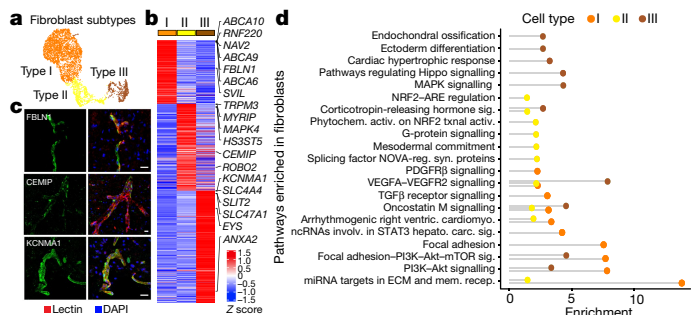 a Fibroblast subtypes
Type I
Type II
Type III
b I II III
ABCA10
RNF220
NAV2
ABCA9
FBLN1
ABCA6
SVIL
TRPM3
MYRIP
MAPK4
HS3ST5
CEMIP
ROBO2
KCNMA1
SLC4A4
SLIT2
SLC47A1
EYS
ANXA2
1.5
1.0
0.5
0
-0.5
-1.0
-1.5
Z score
c
FBLN1
CEMIP
KCNMA1
Lectin DAPI
d Cell type I II III
Pathways enriched in fibroblasts
Endochondral ossification
Ectoderm differentiation
Cardiac hypertrophic response
Pathways regulating Hippo signalling
MAPK signalling
NRF2–ARE regulation
Corticotropin-releasing hormone sig.
Phytochem. activ. on NRF2 txnal activ.
G-protein signalling
Mesodermal commitment
Splicing factor NOVA-reg. syn. proteins
PDGFRβ signalling
VEGFA–VEGFR2 signalling
TGFβ receptor signalling
Oncostatin M signalling
Arrhythmogenic right ventric. cardiomyo.
ncRNAs involv. in STAT3 hepato. carc. sig.
Focal adhesion
Focal adhesion–PI3K–Akt–mTOR sig.
PI3K–Akt signalling
miRNA targets in ECM and mem. recep.
0 5 10
Enrichment